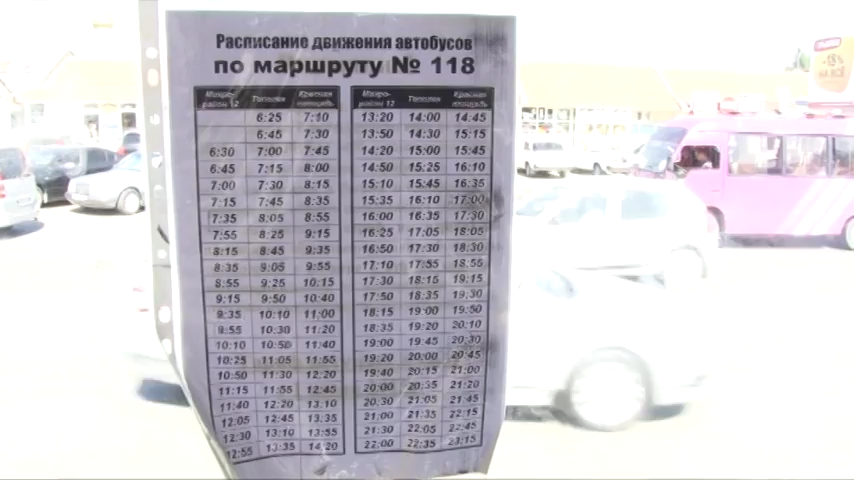 Расписание движения автобусов
по маршруту № 118
Микро- район 12 Тополёк Красная площадь
6:25 7:10
6:45 7:30
6:30 7:00 7:45
6:45 7:15 8:00
7:00 7:30 8:15
7:15 7:45 8:35
7:35 8:05 8:55
7:55 8:25 9:15
8:15 8:45 9:35
8:35 9:05 9:55
8:55 9:25 10:15
9:15 9:50 10:40
9:35 10:10 11:00
9:55 10:30 11:20
10:10 10:50 11:40
10:25 11:05 11:55
10:50 11:30 12:20
11:15 11:55 12:45
11:40 12:20 13:10
12:05 12:45 13:35
12:30 13:10 13:55
12:55 13:35 14:20
Микро- район 12 Тополёк Красная площадь
13:20 14:00 14:45
13:50 14:30 15:15
14:20 15:00 15:45
14:50 15:25 16:10
15:10 15:45 16:35
15:35 16:10 17:00
16:00 16:35 17:30
16:25 17:05 18:05
16:50 17:30 18:30
17:10 17:55 18:55
17:30 18:15 19:15
17:50 18:35 19:30
18:15 19:00 19:50
18:35 19:20 20:10
19:00 19:45 20:30
19:20 20:00 20:45
19:40 20:15 21:00
20:00 20:35 21:20
20:30 21:05 21:45
21:00 21:35 22:15
21:30 22:05 22:45
22:00 22:35 23:15